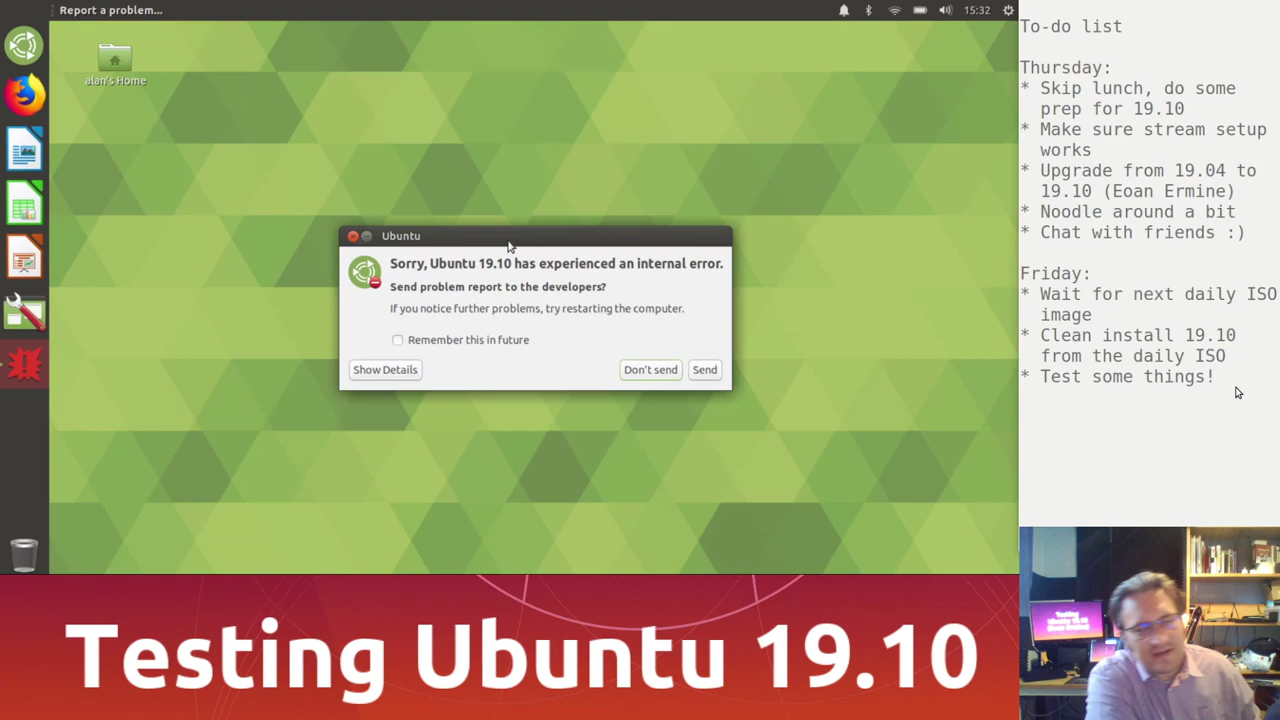 Report a problem...
15:32
alan's Home
Ubuntu
Sorry, Ubuntu 19.10 has experienced an internal error.
Send problem report to the developers?
If you notice further problems, try restarting the computer.
Remember this in future
Show Details
Don't send
Send
To-do list
Thursday:
* Skip lunch, do some
prep for 19.10
* Make sure stream setup
works
* Upgrade from 19.04 to
19.10 (Eoan Ermine)
* Noodle around a bit
* Chat with friends :)
Friday:
* Wait for next daily ISO
image
* Clean install 19.10
from the daily ISO
* Test some things!
Testing Ubuntu 19.10